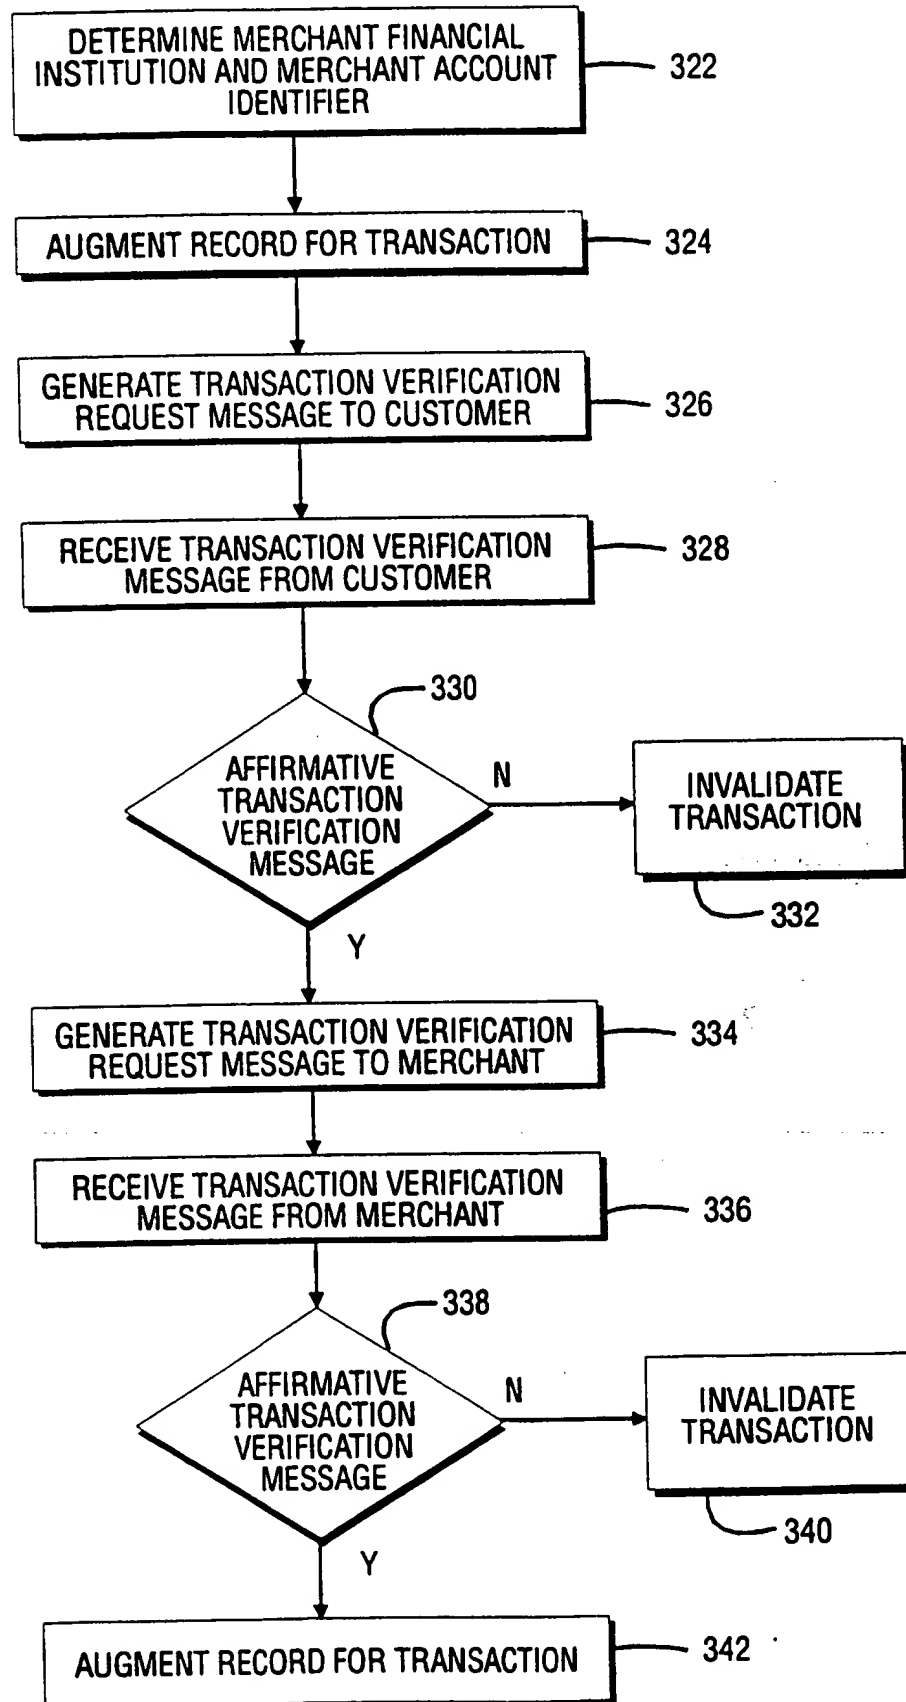 DETERMINE MERCHANT FINANCIAL
INSTITUTION AND MERCHANT ACCOUNT
IDENTIFIER
322
AUGMENT RECORD FOR TRANSACTION
324
GENERATE TRANSACTION VERIFICATION
REQUEST MESSAGE TO CUSTOMER
326
RECEIVE TRANSACTION VERIFICATION
MESSAGE FROM CUSTOMER
328
330
AFFIRMATIVE
TRANSACTION
VERIFICATION
MESSAGE
N
INVALIDATE
TRANSACTION
332
Y
GENERATE TRANSACTION VERIFICATION
REQUEST MESSAGE TO MERCHANT
334
RECEIVE TRANSACTION VERIFICATION
MESSAGE FROM MERCHANT
336
338
AFFIRMATIVE
TRANSACTION
VERIFICATION
MESSAGE
N
INVALIDATE
TRANSACTION
340
Y
AUGMENT RECORD FOR TRANSACTION
342